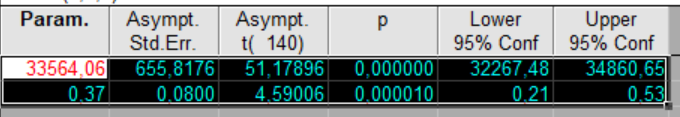 Param. Asympt. Std.Err. Asympt. t( 140) p Lower 95% Conf Upper 95% Conf
33564,06 655,8176 51,17896 0,000000 32267,48 34860,65
0,37 0,0800 4,59006 0,000010 0,21 0,53